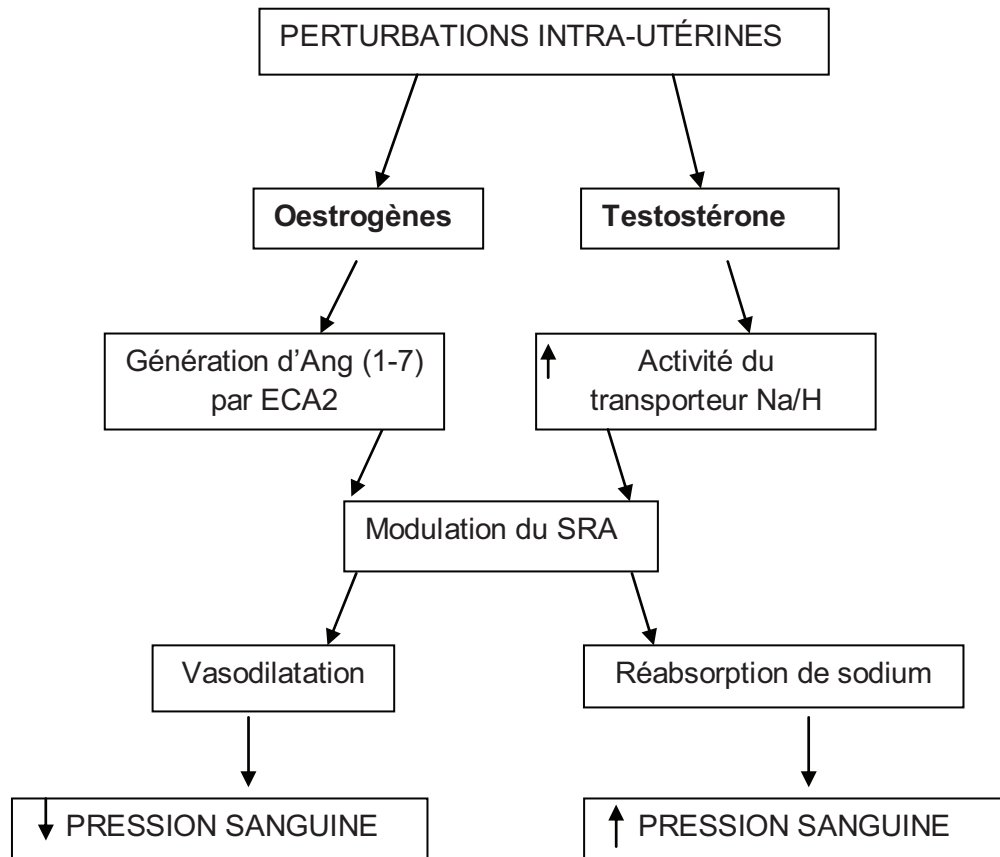 PERTURBATIONS INTRA-UTÉRINES
Oestrogènes
Testostérone
Génération d'Ang (1-7)
par ECA2
Activité du
transporteur Na/H
Modulation du SRA
Vasodilatation
Réabsorption de sodium
PRESSION SANGUINE
PRESSION SANGUINE